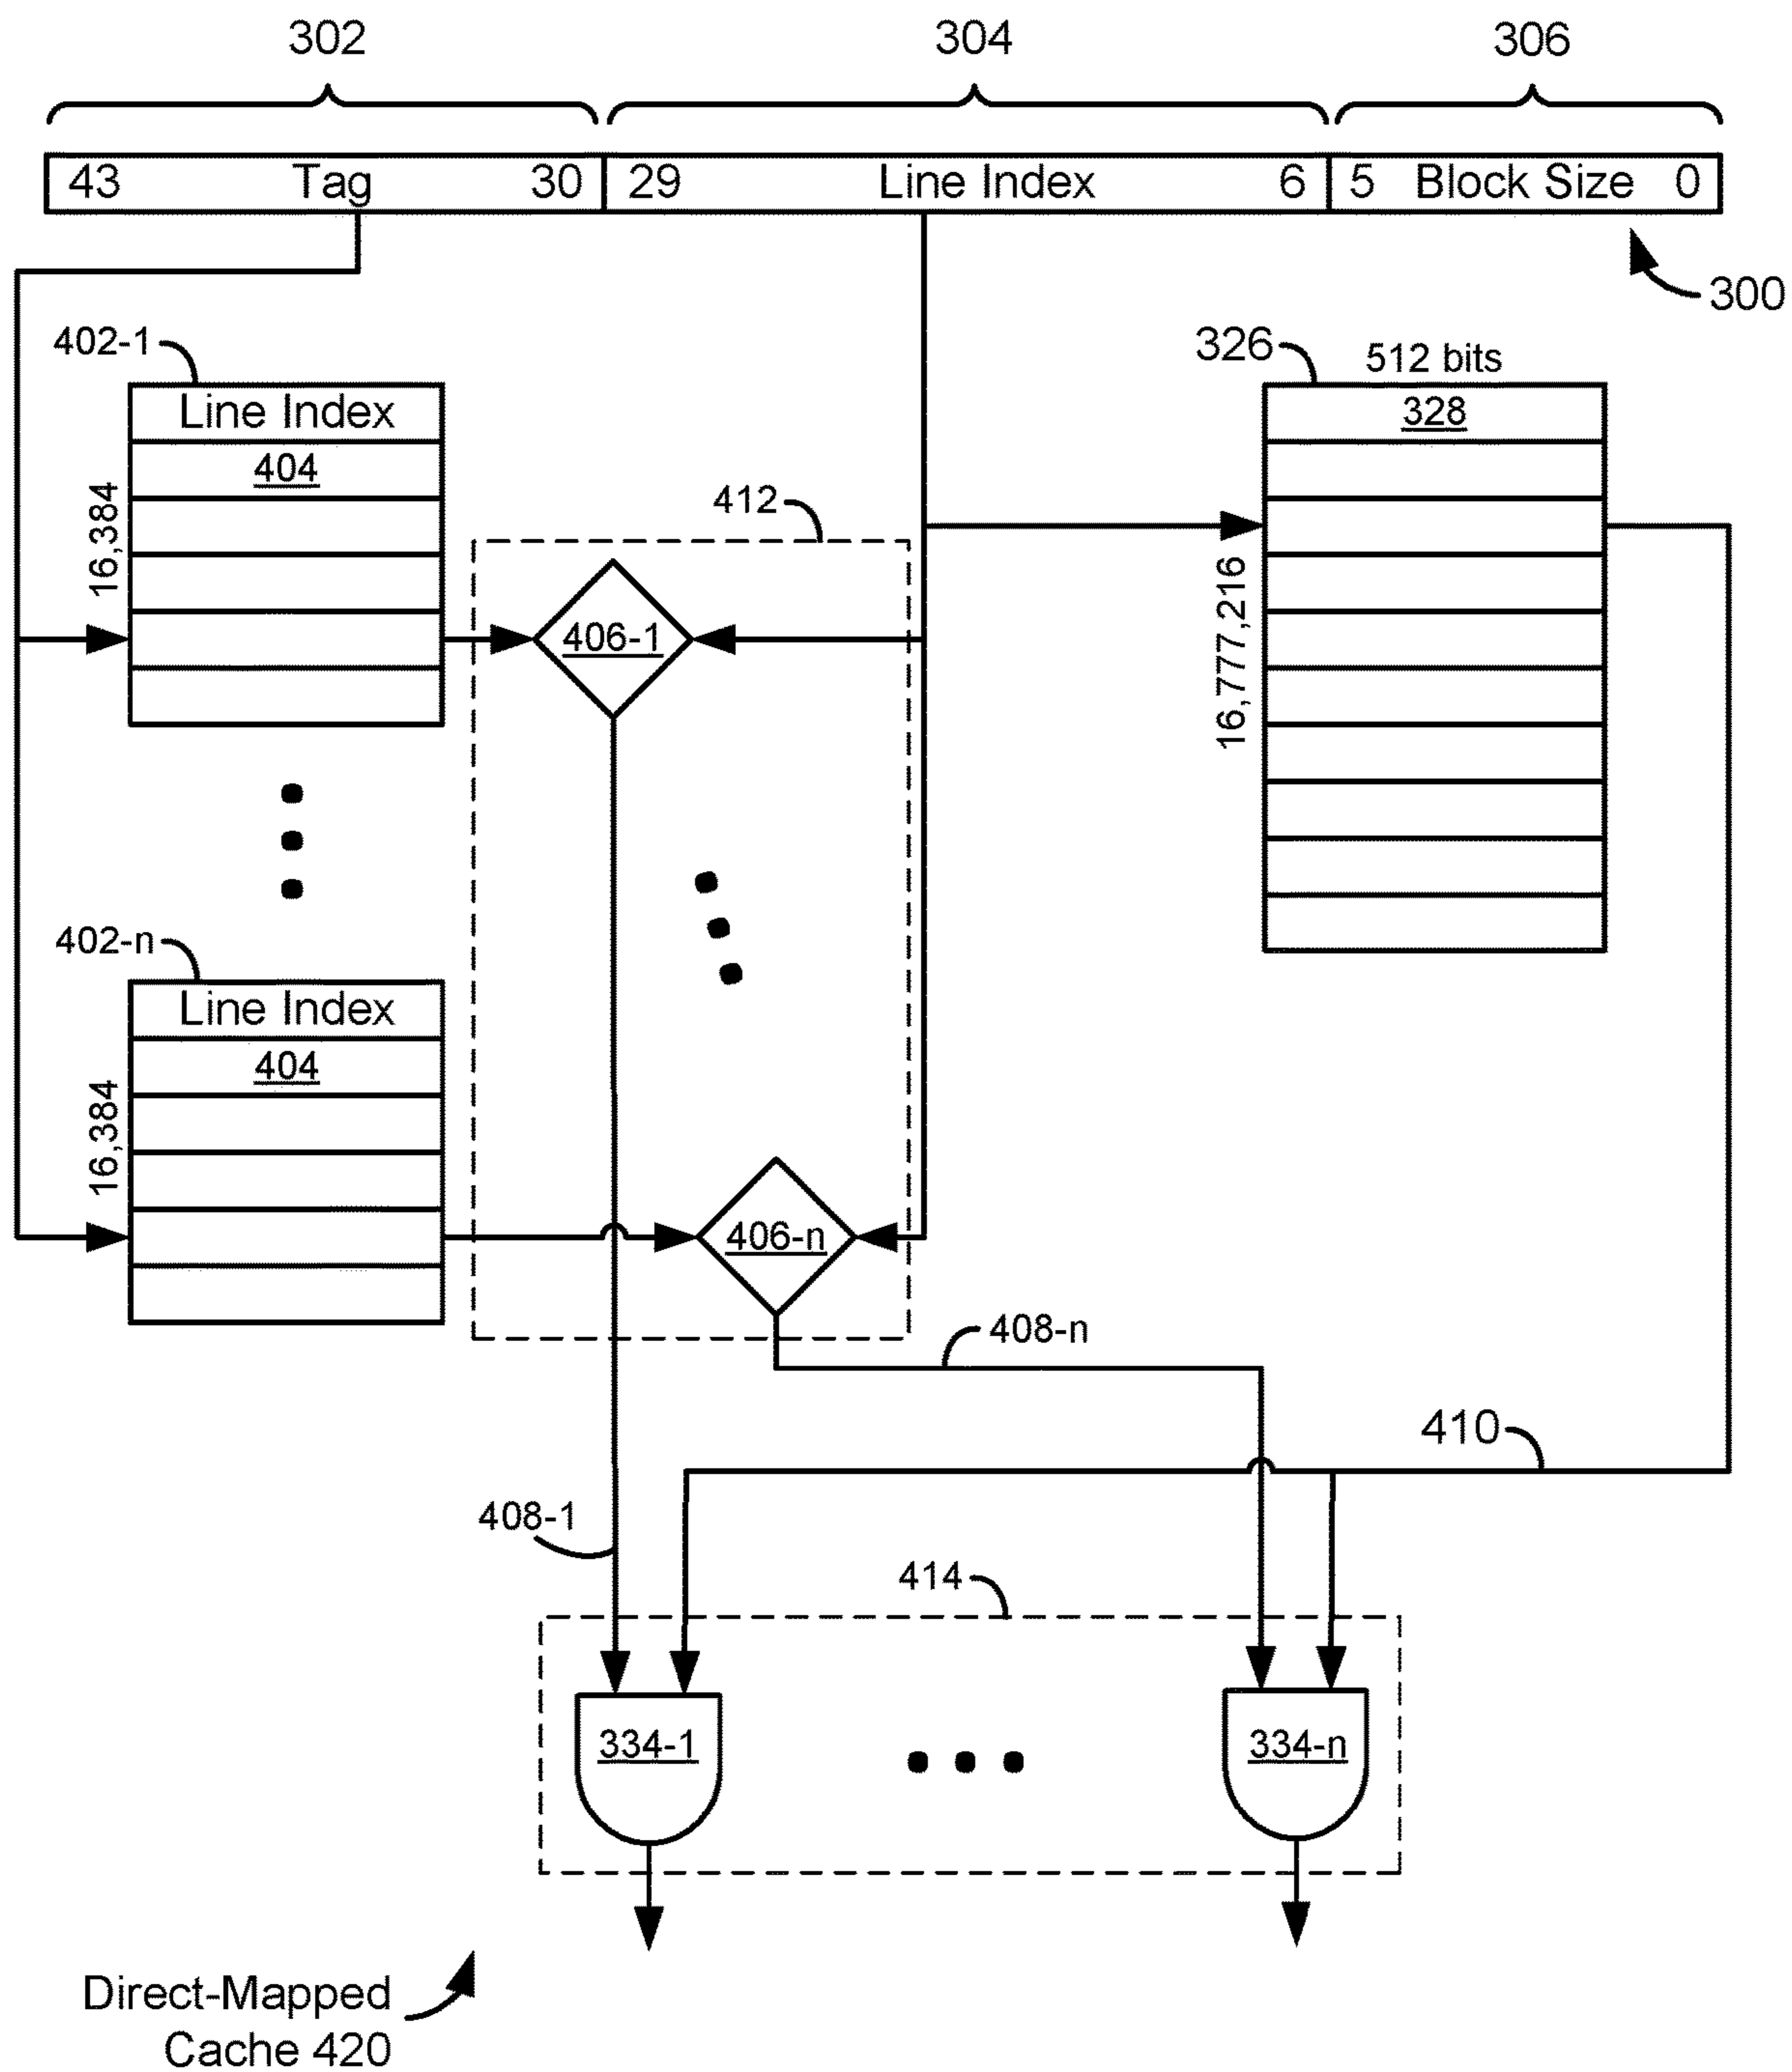 302
304
306
43 Tag 30 29 Line Index 6 5 Block Size 0
300
402-1
326
512 bits
Line Index
328
404
16,384
412
406-1
16,777,216
402-n
Line Index
404
16,384
406-n
408-n
410
408-1
414
334-1
334-n
Direct-Mapped
Cache 420